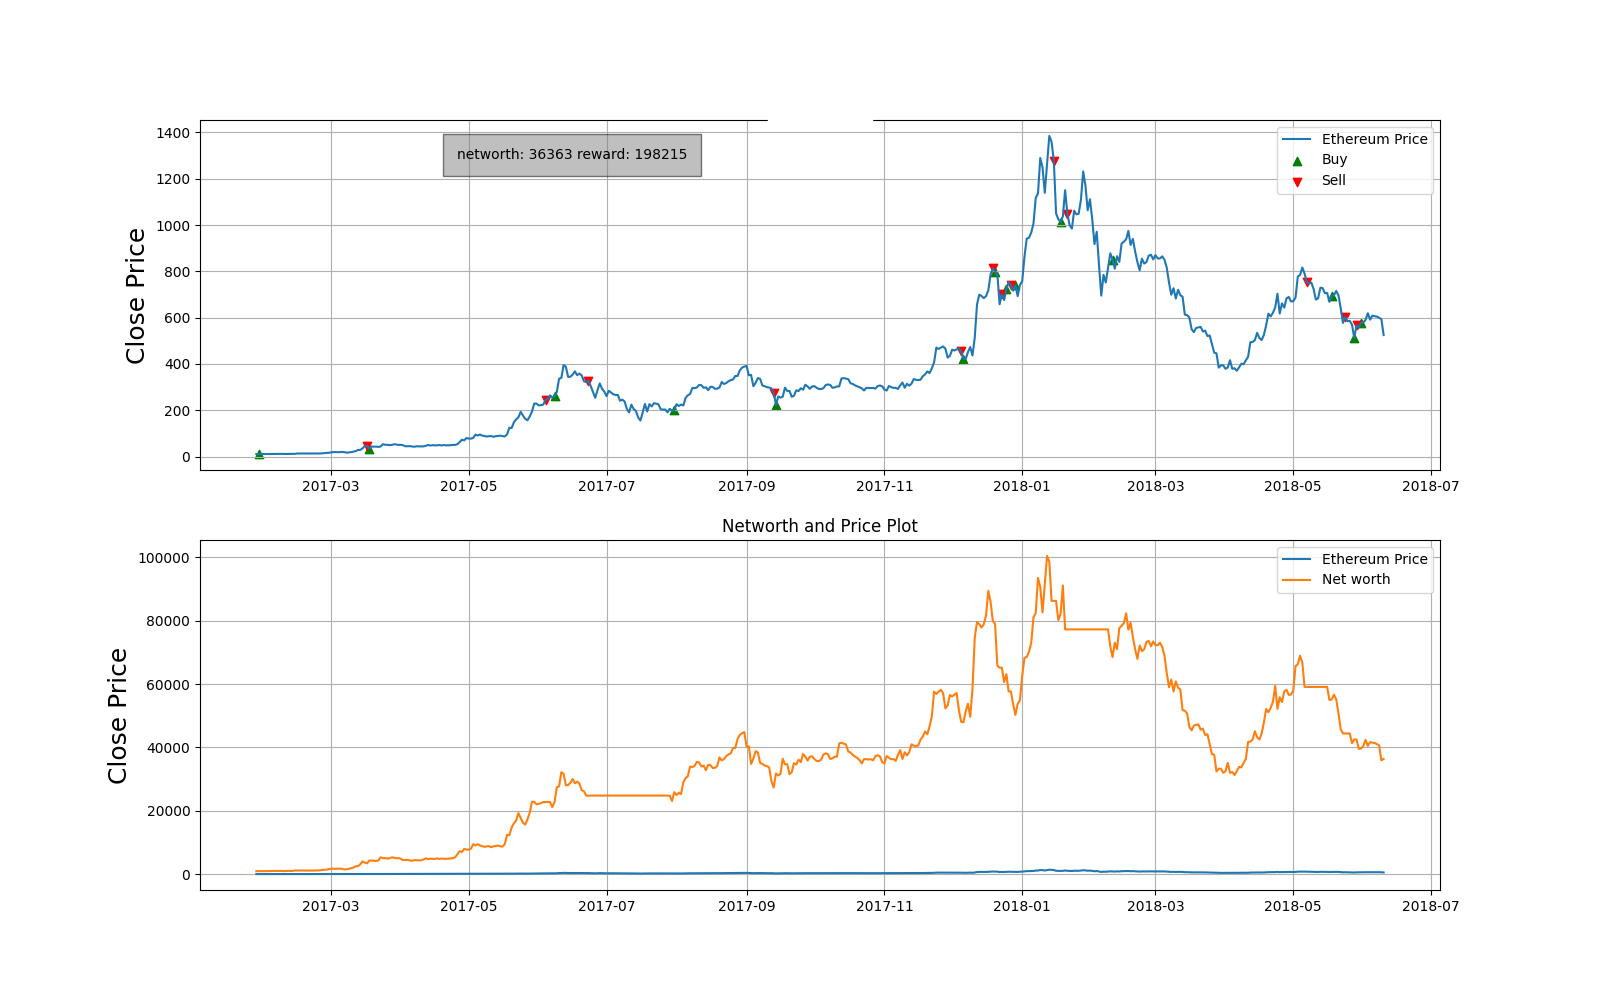 1400
1200
1000
800
600
400
200
0
Close Price
networth: 36363 reward: 198215
Ethereum Price
Buy
Sell
2017-03 2017-05 2017-07 2017-09 2017-11 2018-01 2018-03 2018-05 2018-07
Networth and Price Plot
100000
80000
60000
40000
20000
0
Close Price
Ethereum Price
Net worth
2017-03 2017-05 2017-07 2017-09 2017-11 2018-01 2018-03 2018-05 2018-07